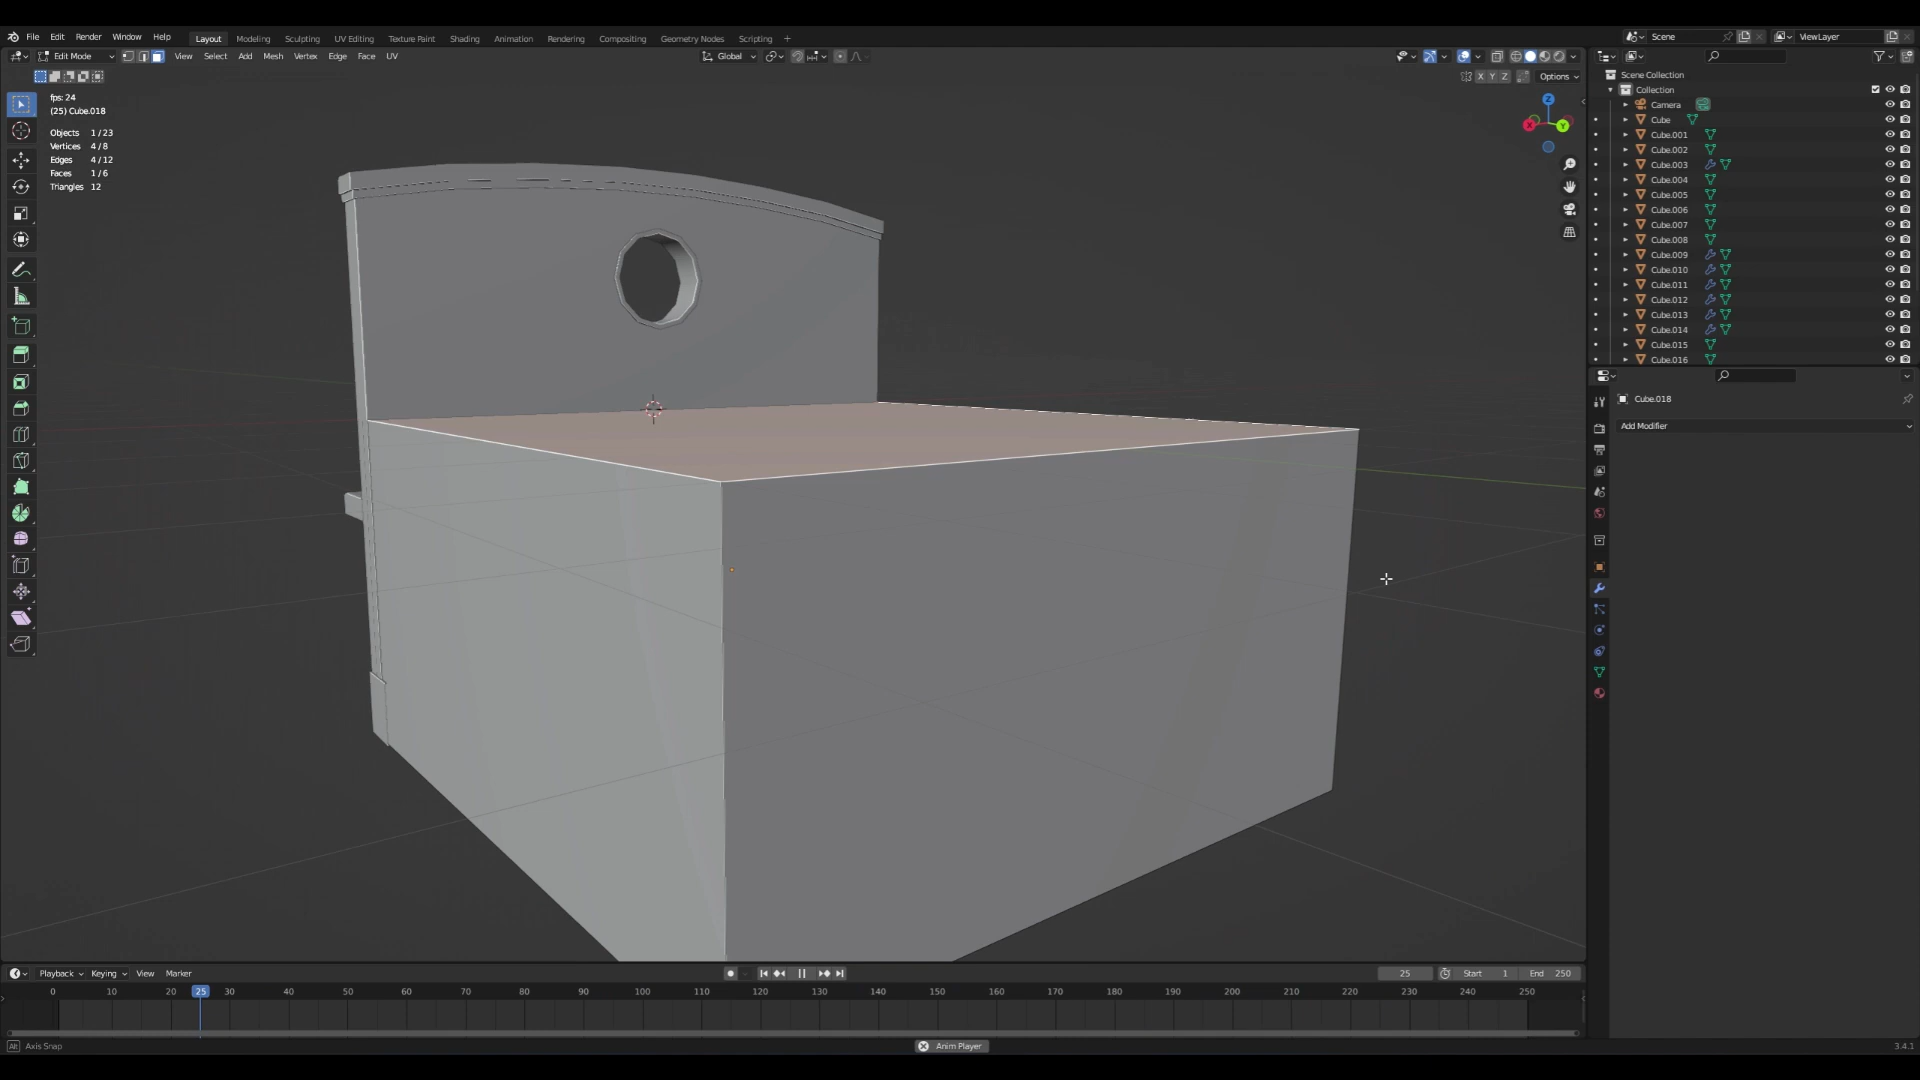 File Edit Render Window Help Layout Modeling Sculpting UV Editing Texture Paint Shading Animation Rendering Compositing Geometry Nodes Scripting + Scene ViewLayer
Edit Mode View Select Add Mesh Vertex Edge Face UV Global
X Y Z Options
Scene Collection
Collection
Camera
Cube
Cube.001
Cube.002
Cube.003
Cube.004
Cube.005
Cube.006
Cube.007
Cube.008
Cube.009
Cube.010
Cube.011
Cube.012
Cube.013
Cube.014
Cube.015
Cube.016
fps: 24
(25) Cube.018
Objects 1/23
Vertices 4/8
Edges 4/12
Faces 1/6
Triangles 12
Z
X Y
Cube.018
Add Modifier
Playback Keying View Marker 25 Start 1 End 250
0 10 20 25 30 40 50 60 70 80 90 100 110 120 130 140 150 160 170 180 190 200 210 220 230 240 250
Alt Axis Snap Anim Player 3.4.1